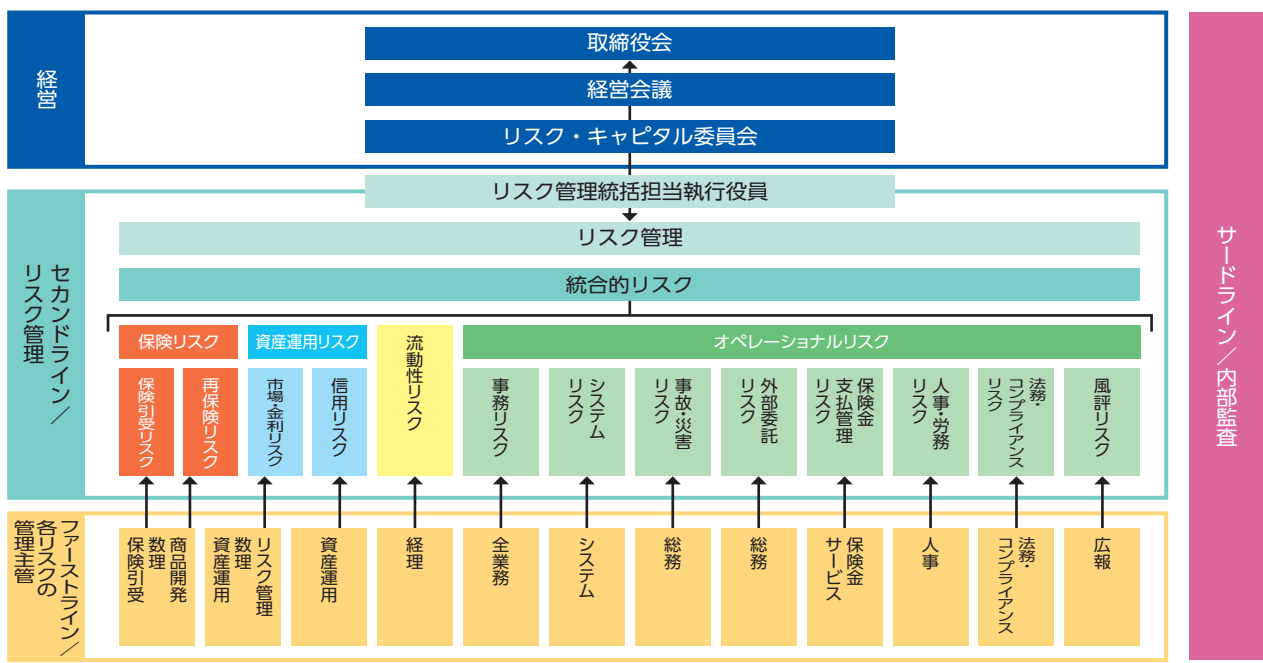 経営
取締役会
経営会議
リスク・キャピタル委員会
セカンドライン／
リスク管理
リスク管理統括担当執行役員
リスク管理
統合的リスク
保険リスク
資産運用リスク
流動性リスク
オペレーショナルリスク
保険引受リスク
再保険リスク
市場・金利リスク
信用リスク
事務リスク
システム
リスク
事故・災害
リスク
外部委託
リスク
保険金
支払管理
リスク
人事・労務
リスク
法務・
コンプライアンス
リスク
風評リスク
ファーストライン／
各リスクの
管理主管
商品開発
数理
保険引受
リスク管理
数理
資産運用
資産運用
経理
全業務
システム
総務
総務
保険金
サービス
人事
法務・
コンプライアンス
広報
サードライン／内部監査